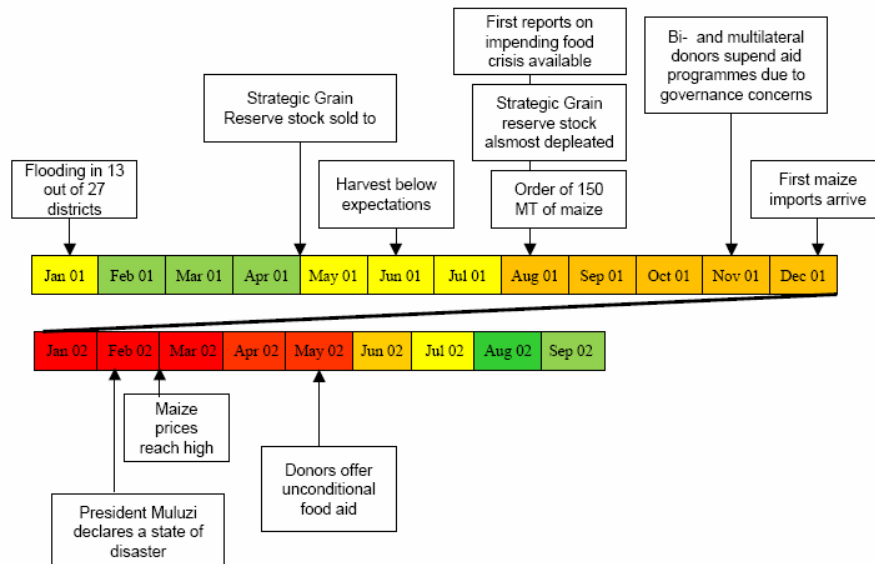 First reports on
impending food
crisis available
Bi- and multilateral
donors supend aid
programmes due to
governance concerns
Strategic Grain
Reserve stock sold to
Strategic Grain
reserve stock
alsmost depleated
Flooding in 13
out of 27
districts
Harvest below
expectations
Order of 150
MT of maize
First maize
imports arrive
Jan 01 Feb 01 Mar 01 Apr 01 May 01 Jun 01 Jul 01 Aug 01 Sep 01 Oct 01 Nov 01 Dec 01
Jan 02 Feb 02 Mar 02 Apr 02 May 02 Jun 02 Jul 02 Aug 02 Sep 02
Maize
prices
reach high
Donors offer
unconditional
food aid
President Muluzi
declares a state of
disaster